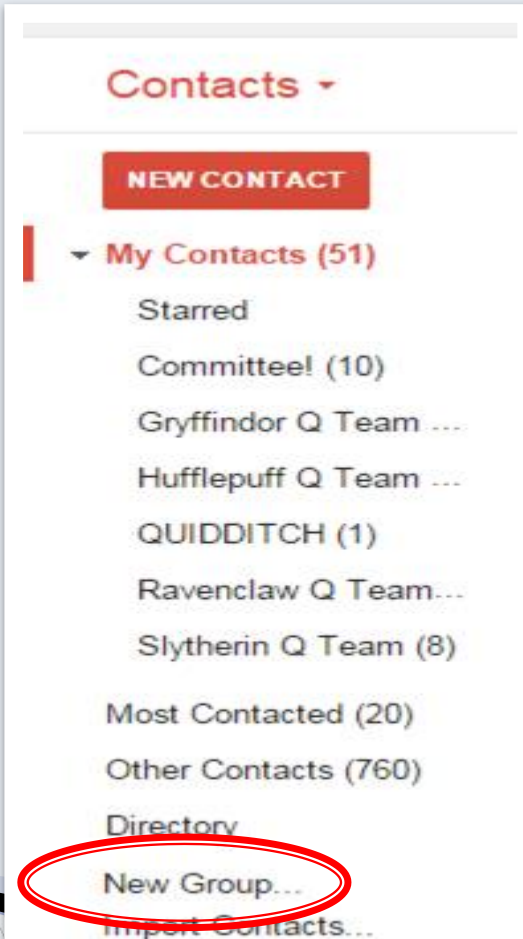 Contacts
NEW CONTACT
My Contacts (51)
Starred
Committee! (10)
Gryffindor Q Team ...
Hufflepuff Q Team ...
QUIDDITCH (1)
Ravenclaw Q Team...
Slytherin Q Team (8)
Most Contacted (20)
Other Contacts (760)
Directory
New Group...
Import Contacts...